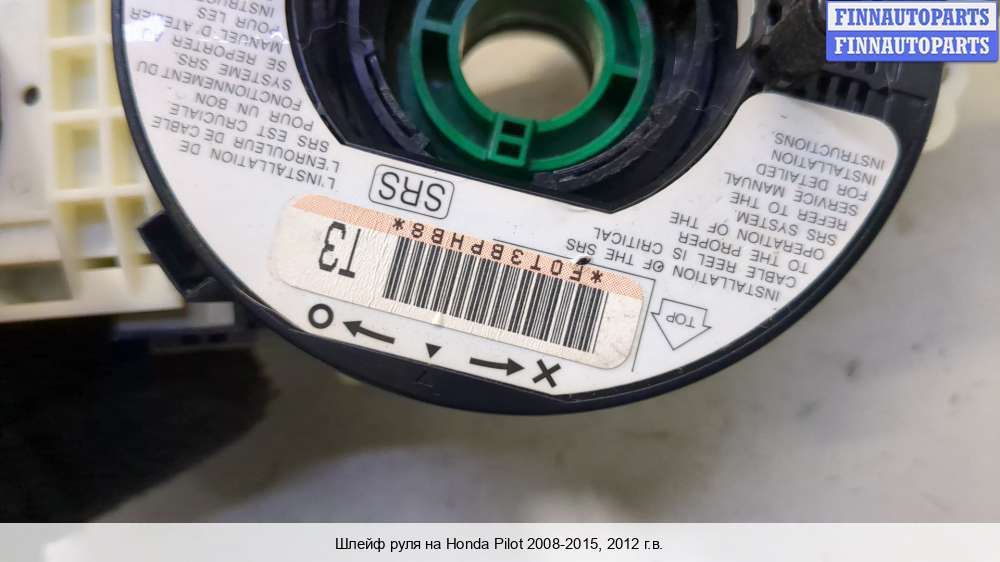 FINNAUTOPARTS
FINNAUTOPARTS
INSTALLATION OF THE SRS
CABLE REEL IS CRITICAL
TO THE PROPER
OPERATION OF THE
SRS SYSTEM.
REFER TO THE
SERVICE MANUAL
FOR DETAILED
INSTALLATION
INSTRUCTIONS
TOP
SRS
L'INSTALLATION DE
L'ENROULEUR DE CABLE
SRS EST CRUCIALE
POUR UN BON
FONCTIONNEMENT DU
SYSTEME SRS.
SE REPORTER
MANUEL D'
POUR LES
*E0T3BPHB8*
T3
O
X
Шлейф руля на Honda Pilot 2008-2015, 2012 г.в.